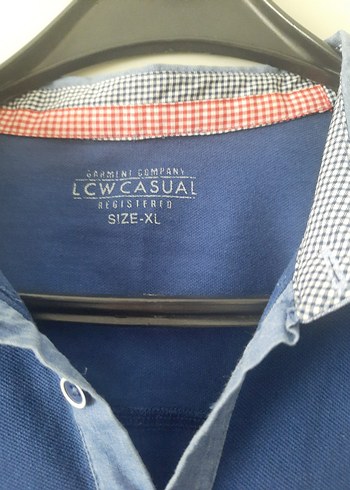 GARMENT COMPANY
LCW CASUAL
REGISTERED
SIZE-XL